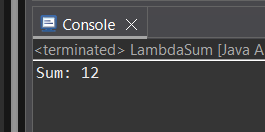 Console
<terminated> LambdaSum [Java A
Sum: 12